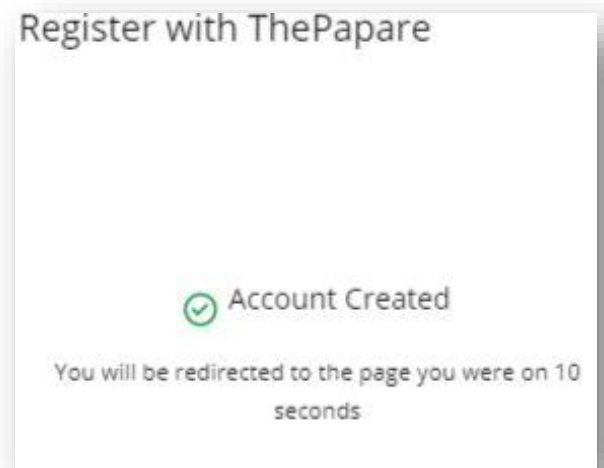 Register with ThePapare
Account Created
You will be redirected to the page you were on 10
seconds